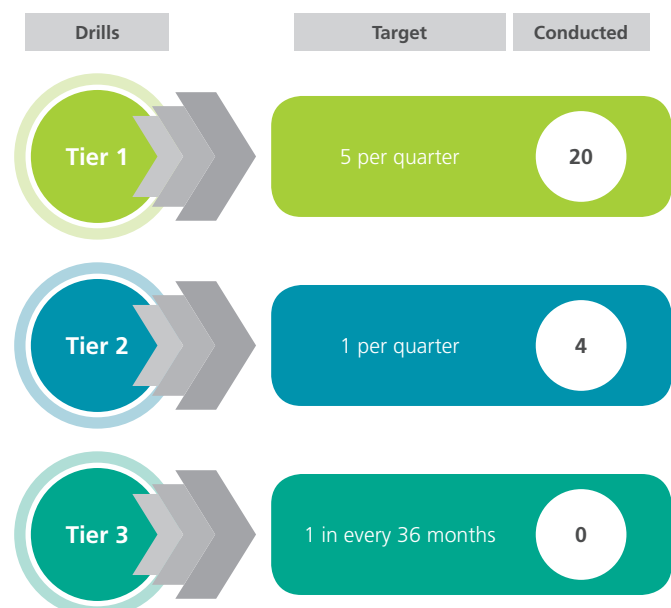 Drills Target Conducted
Tier 1 5 per quarter 20
Tier 2 1 per quarter 4
Tier 3 1 in every 36 months 0